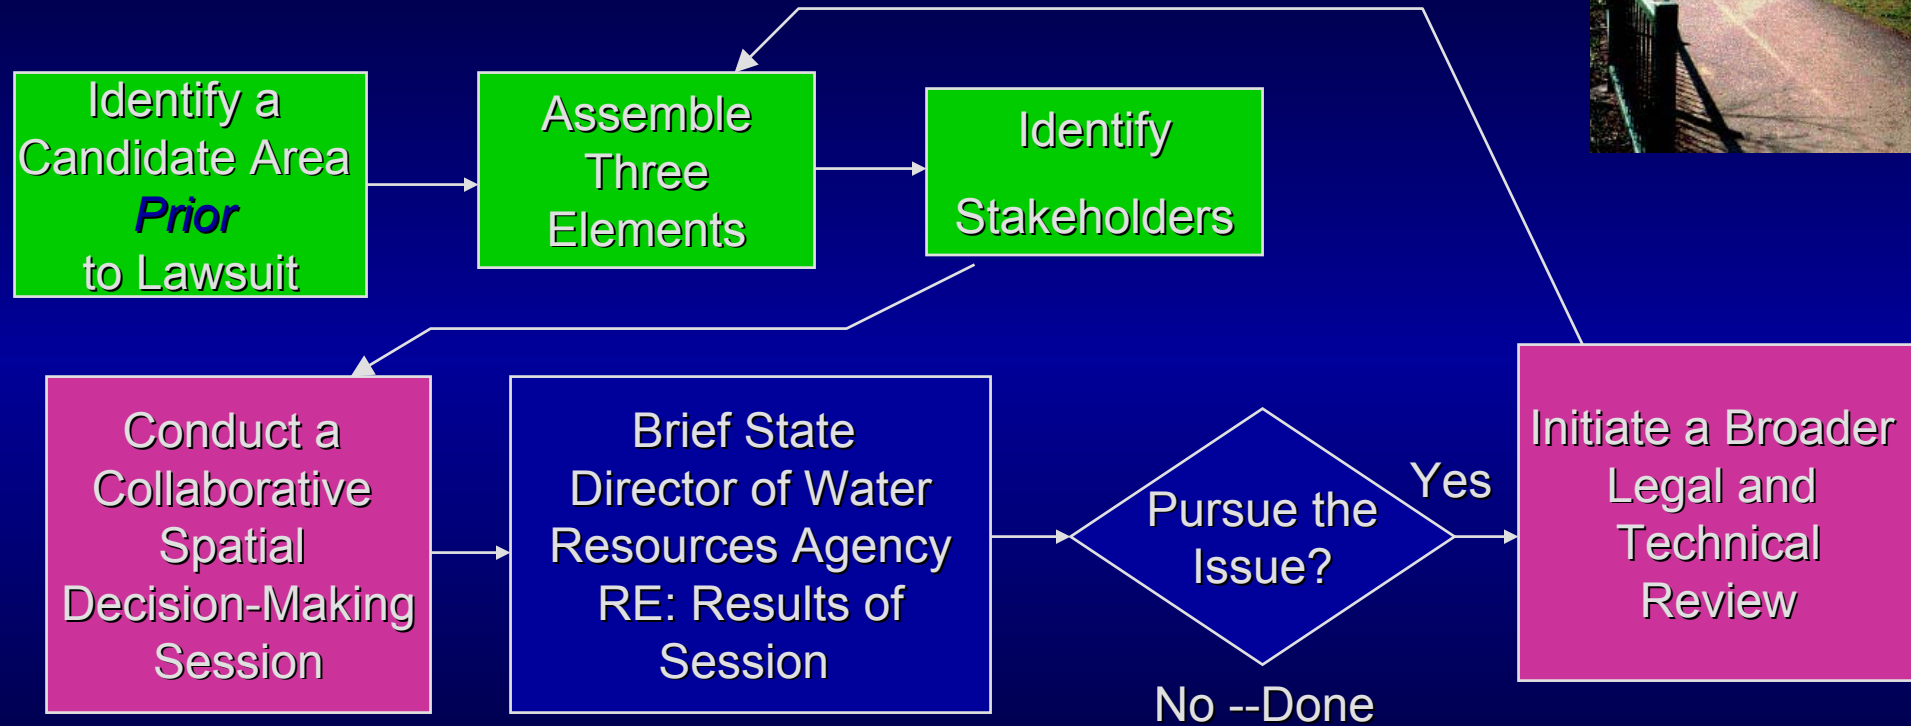 Identify a
Candidate Area
Prior
to Lawsuit
Assemble
Three
Elements
Identify
Stakeholders
Conduct a
Collaborative
Spatial
Decision-Making
Session
Brief State
Director of Water
Resources Agency
RE: Results of
Session
Pursue the
Issue?
Yes
No --Done
Initiate a Broader
Legal and
Technical
Review